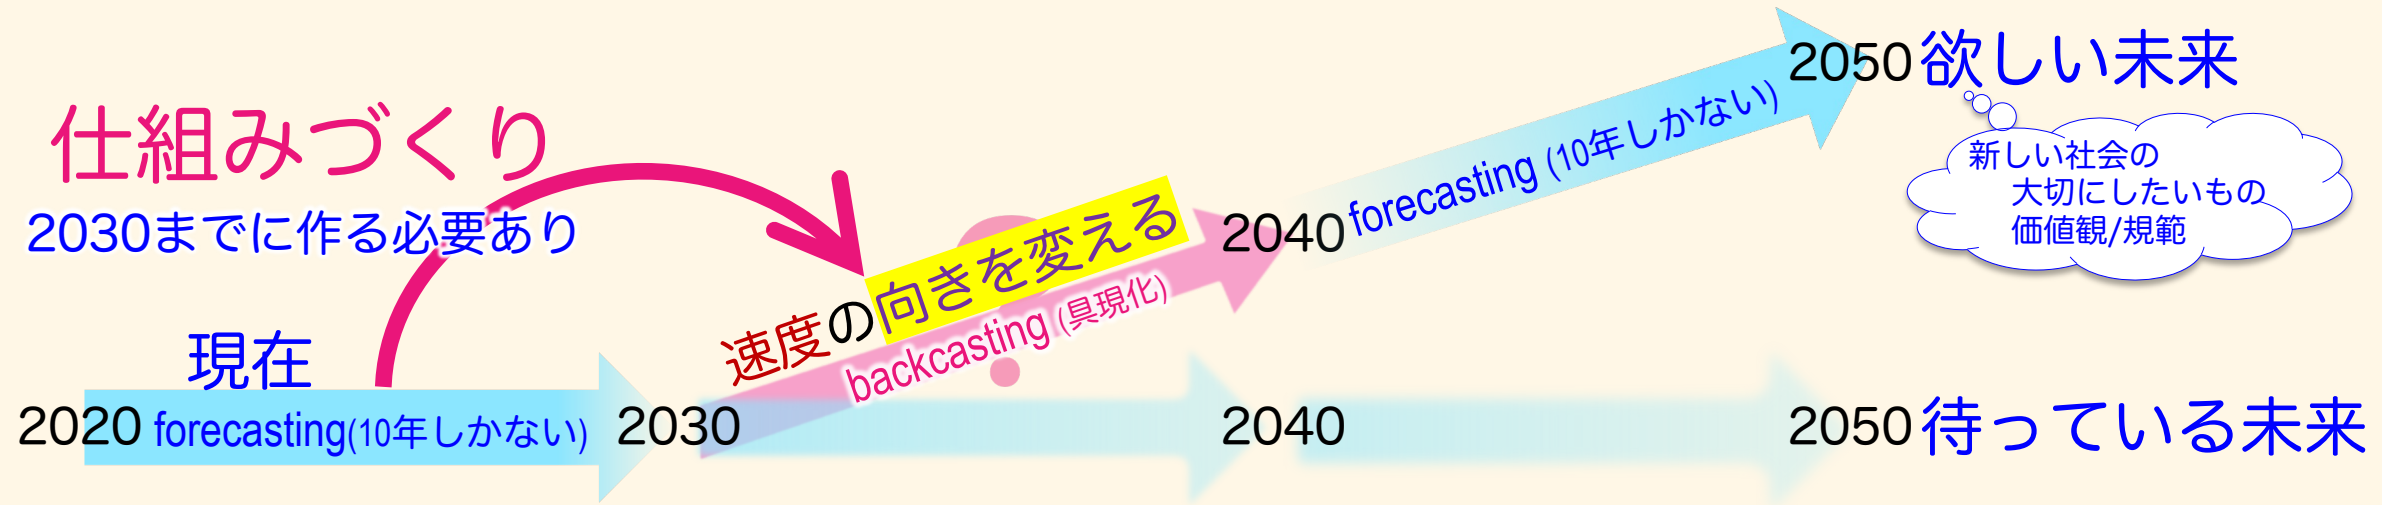 2050 欲しい未来
仕組みづくり
2030までに作る必要あり
新しい社会の
大切にしたいもの
価値観/規範
forecasting (10年しかない)
2040
速度の向きを変える
backcasting (具現化)
現在
2020 forecasting(10年しかない) 2030 2040 2050 待っている未来